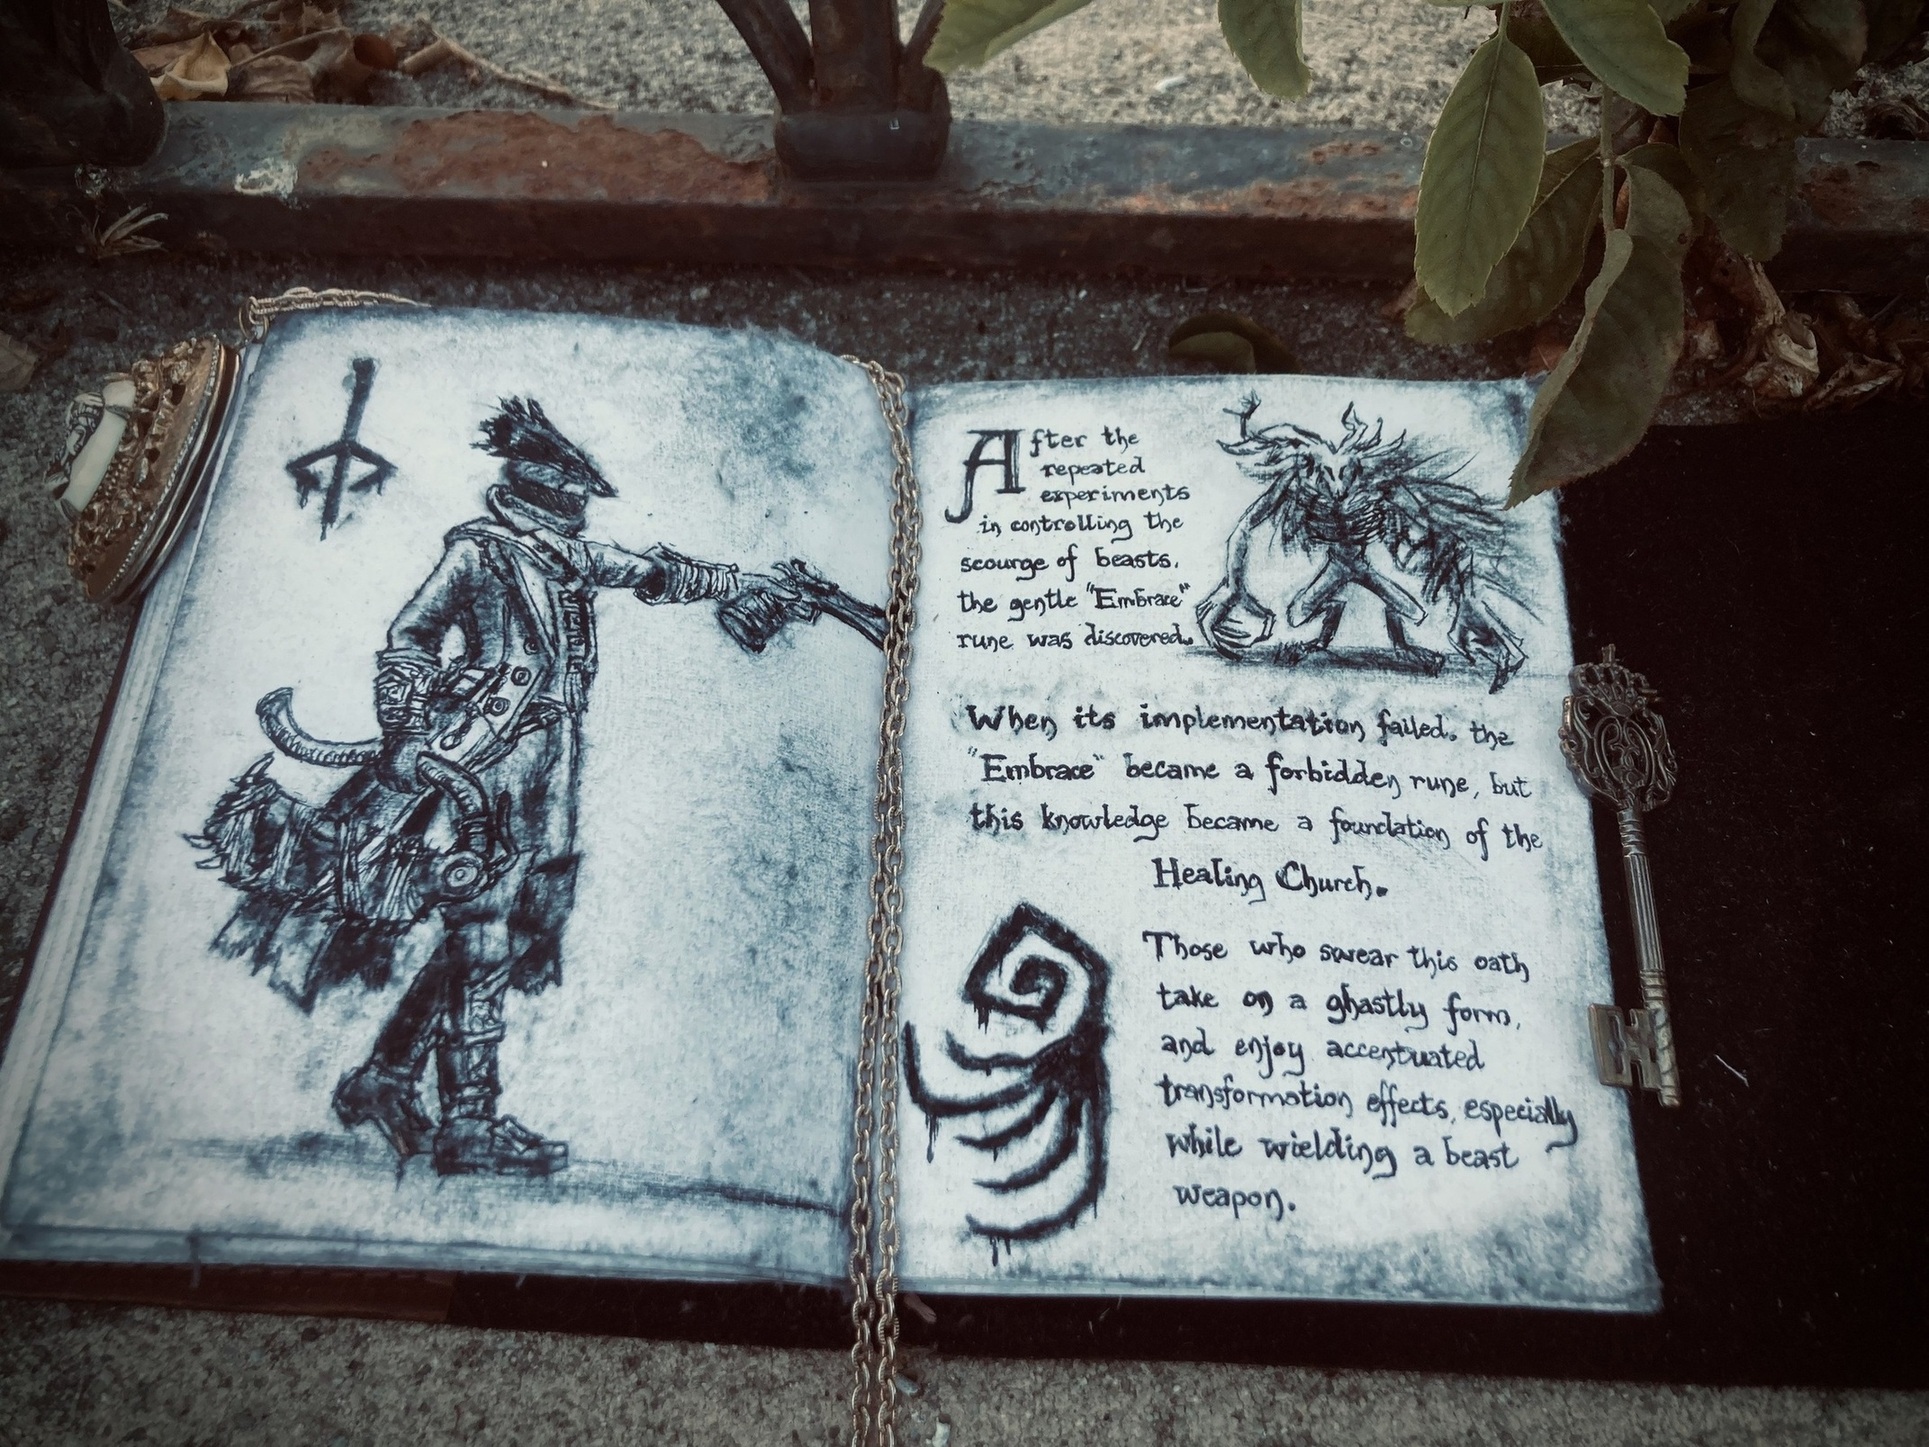 After the
repeated
experiments
in controlling the
scourge of beasts,
the gentle "Embrace"
rune was discovered.
When its implementation failed, the
"Embrace" became a forbidden rune, but
this knowledge became a foundation of the
Healing Church.
Those who swear this oath
take on a ghastly form,
and enjoy accentuated
transformation effects, especially
while wielding a beast
weapon.